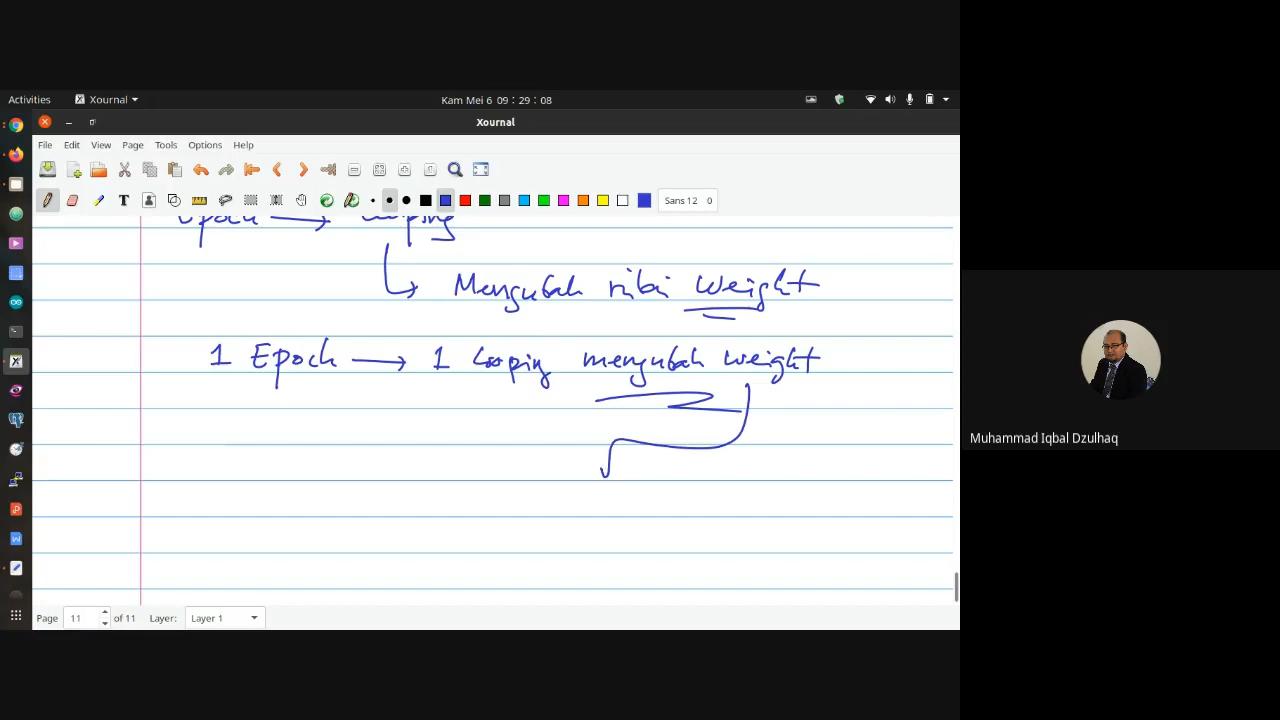 Activities Xournal Kam Mei 6 09:29:08
Xournal
File Edit View Page Tools Options Help
Sans 12 0
Epoch → Looping
Mengubah nilai Weight
1 Epoch → 1 looping mengubah weight
Muhammad Iqbal Dzulhaq
Page 11 of 11 Layer: Layer 1